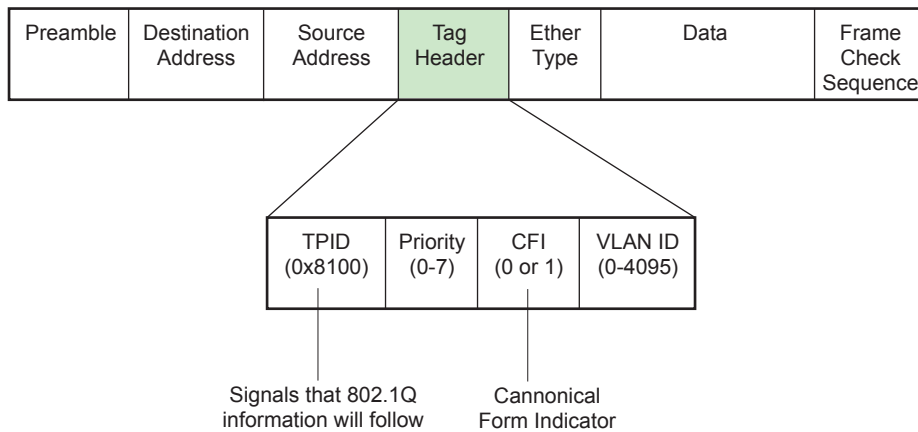 Preamble
Destination
Address
Source
Address
Tag
Header
Ether
Type
Data
Frame
Check
Sequence
TPID
(0x8100)
Priority
(0-7)
CFI
(0 or 1)
VLAN ID
(0-4095)
Signals that 802.1Q
information will follow
Cannonical
Form Indicator